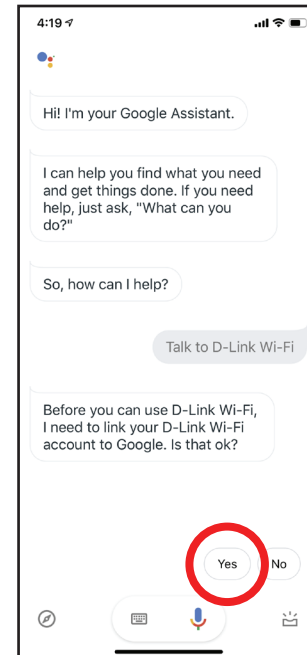 4:19
Hi! I'm your Google Assistant.
I can help you find what you need
and get things done. If you need
help, just ask, "What can you
do?"
So, how can I help?
Talk to D-Link Wi-Fi
Before you can use D-Link Wi-Fi,
I need to link your D-Link Wi-Fi
account to Google. Is that ok?
Yes No